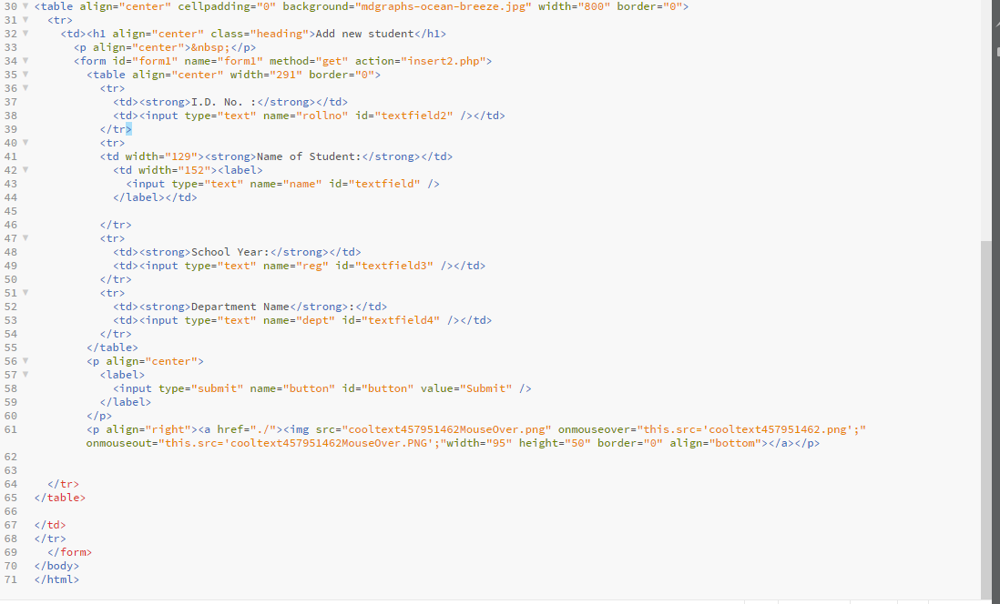 30 <table align="center" cellpadding="0" background="mdgraphs-ocean-breeze.jpg" width="800" border="0">
31   <tr>
32     <td><h1 align="center" class="heading">Add new student</h1>
33       <p align="center">&nbsp;</p>
34       <form id="form1" name="form1" method="get" action="insert2.php">
35         <table align="center" width="291" border="0">
36           <tr>
37             <td><strong>I.D. No. :</strong></td>
38             <td><input type="text" name="rollno" id="textfield2" /></td>
39           </tr>
40           <tr>
41           <td width="129"><strong>Name of Student:</strong></td>
42             <td width="152"><label>
43               <input type="text" name="name" id="textfield" />
44             </label></td>
45
46           </tr>
47           <tr>
48             <td><strong>School Year:</strong></td>
49             <td><input type="text" name="reg" id="textfield3" /></td>
50           </tr>
51           <tr>
52             <td><strong>Department Name</strong>:</td>
53             <td><input type="text" name="dept" id="textfield4" /></td>
54           </tr>
55         </table>
56         <p align="center">
57           <label>
58             <input type="submit" name="button" id="button" value="Submit" />
59           </label>
60         </p>
61         <p align="right"><a href="./"><img src="cooltext457951462MouseOver.png" onmouseover="this.src='cooltext457951462.png';"
        onmouseout="this.src='cooltext457951462MouseOver.PNG';"width="95" height="50" border="0" align="bottom"></a></p>
62
63
64   </tr>
65 </table>
66
67 </td>
68 </tr>
69   </form>
70 </body>
71 </html>